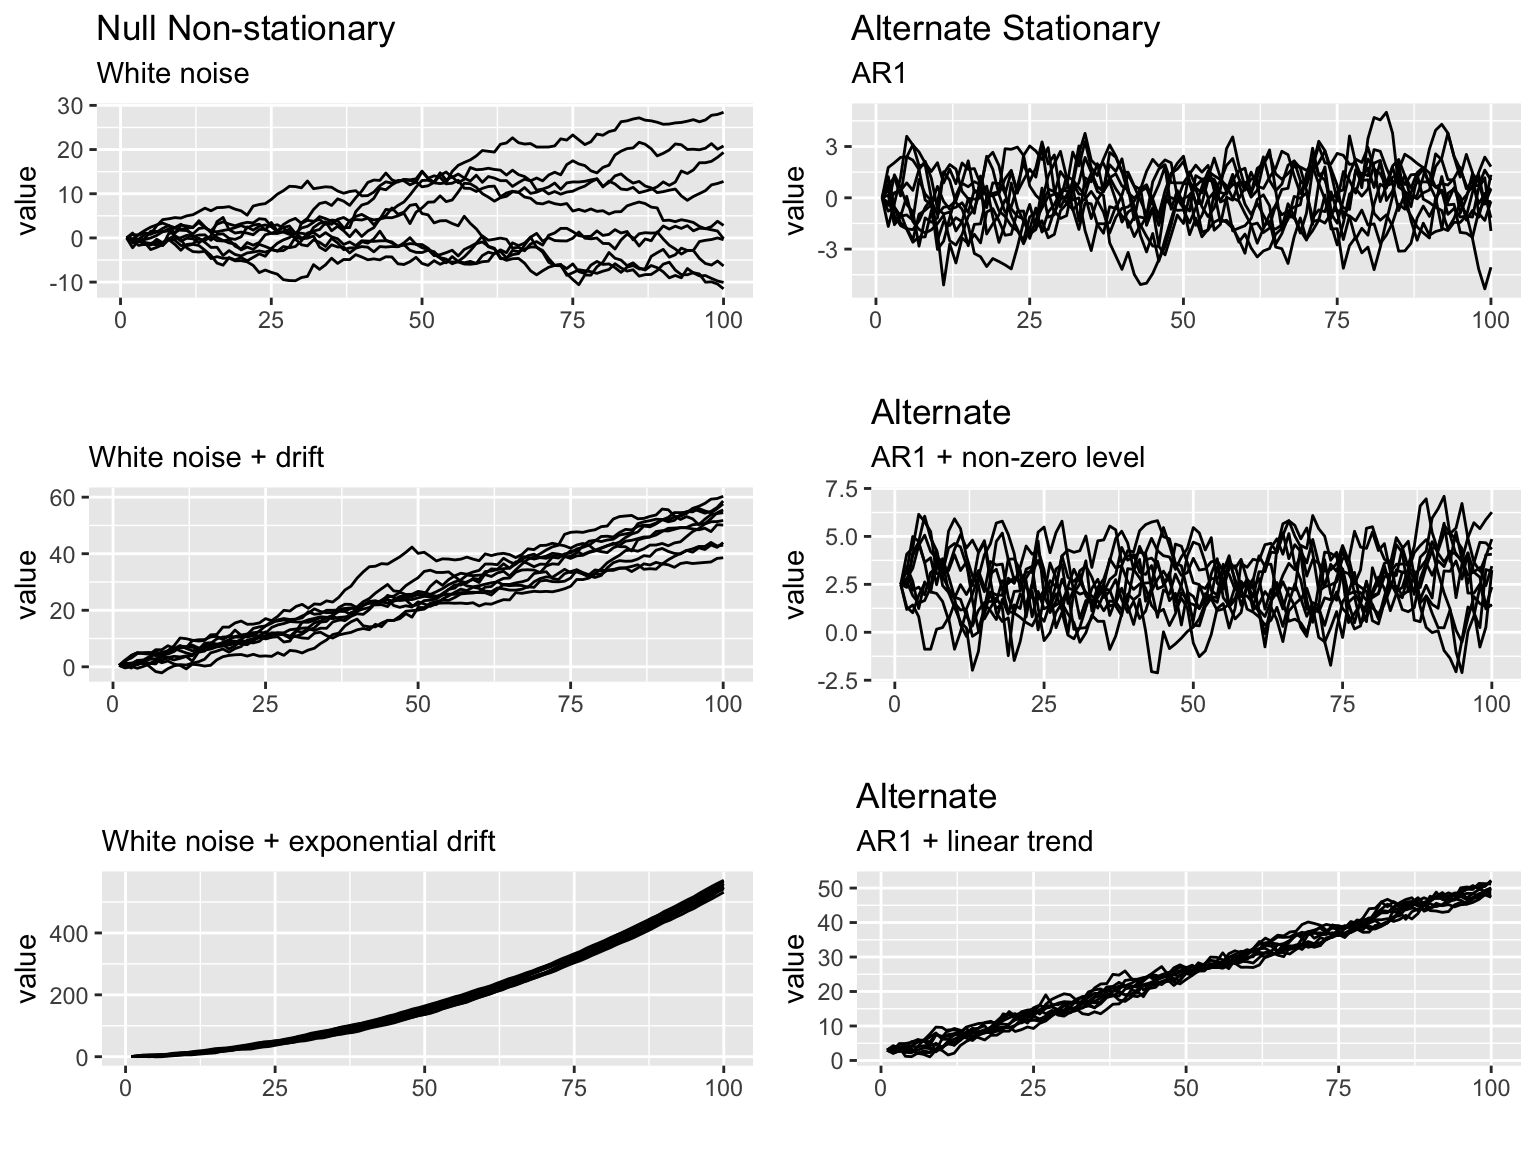 Null Non-stationary
White noise
value
30
20
10
0
-10
0 25 50 75 100
Alternate Stationary
AR1
value
3
0
-3
0 25 50 75 100
White noise + drift
value
60
40
20
0
0 25 50 75 100
Alternate
AR1 + non-zero level
value
7.5
5.0
2.5
0.0
-2.5
0 25 50 75 100
White noise + exponential drift
value
400
200
0
0 25 50 75 100
Alternate
AR1 + linear trend
value
50
40
30
20
10
0
0 25 50 75 100